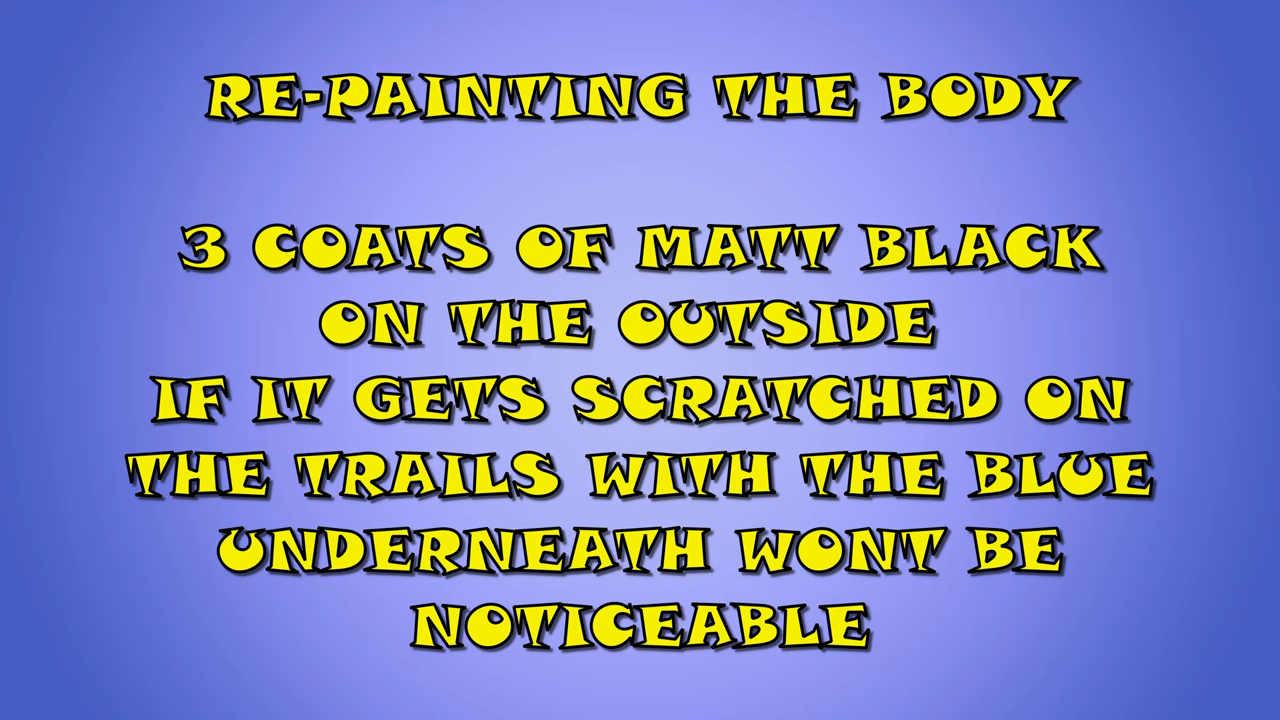 RE-PAINTING THE BODY
3 COATS OF MATT BLACK
ON THE OUTSIDE
IF IT GETS SCRATCHED ON
THE TRAILS WITH THE BLUE
UNDERNEATH WONT BE
NOTICEABLE